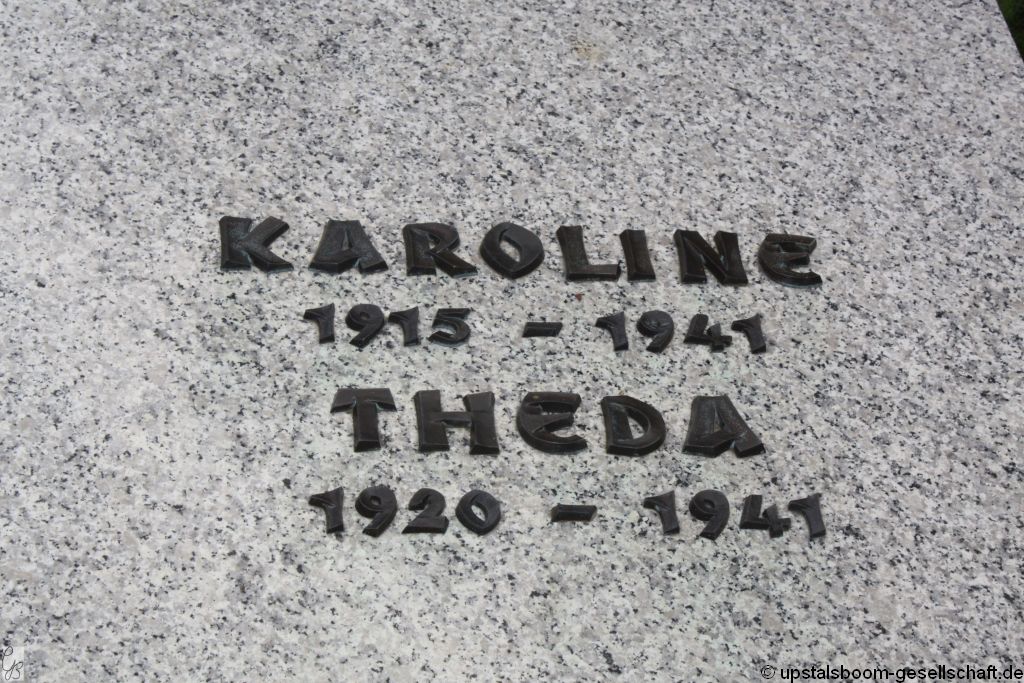 KAROLINE
1915 - 1941
THEDA
1920 - 1941
© upstalsboom-gesellschaft.de